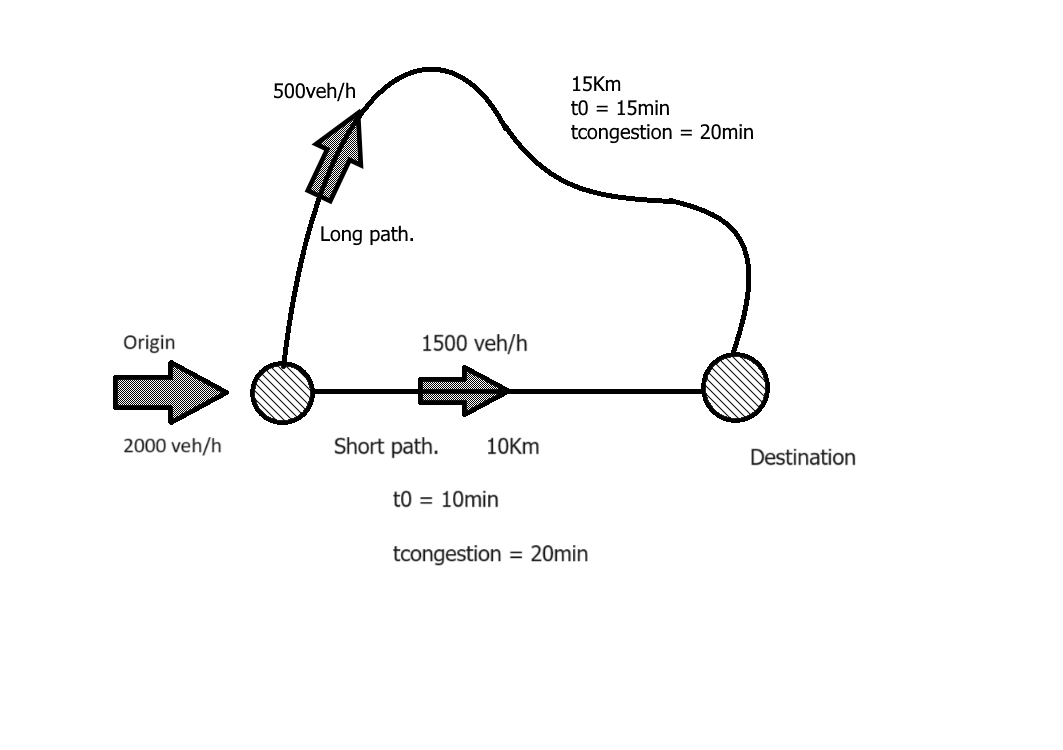 500veh/h
15Km
t0 = 15min
tcongestion = 20min
Long path.
Origin
1500 veh/h
2000 veh/h
Short path.
10Km
Destination
t0 = 10min
tcongestion = 20min